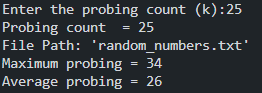 Enter the probing count (k):25
Probing count  = 25
File Path: 'random_numbers.txt'
Maximum probing = 34
Average probing = 26